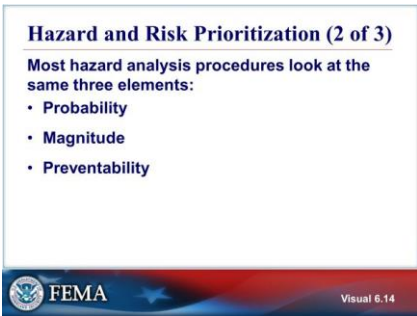 Hazard and Risk Prioritization (2 of 3)
Most hazard analysis procedures look at the
same three elements:
• Probability
• Magnitude
• Preventability
FEMA
Visual 6.14